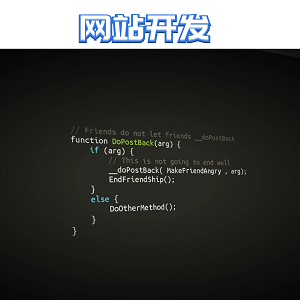 网站开发
// Friends do not let friends __doPostBack
function DoPostBack(arg) {
if (arg) {
// This is not going to end well
__doPostBack( MakeFriendAngry , arg);
EndFriendShip();
}
else {
DoOtherMethod();
}
}